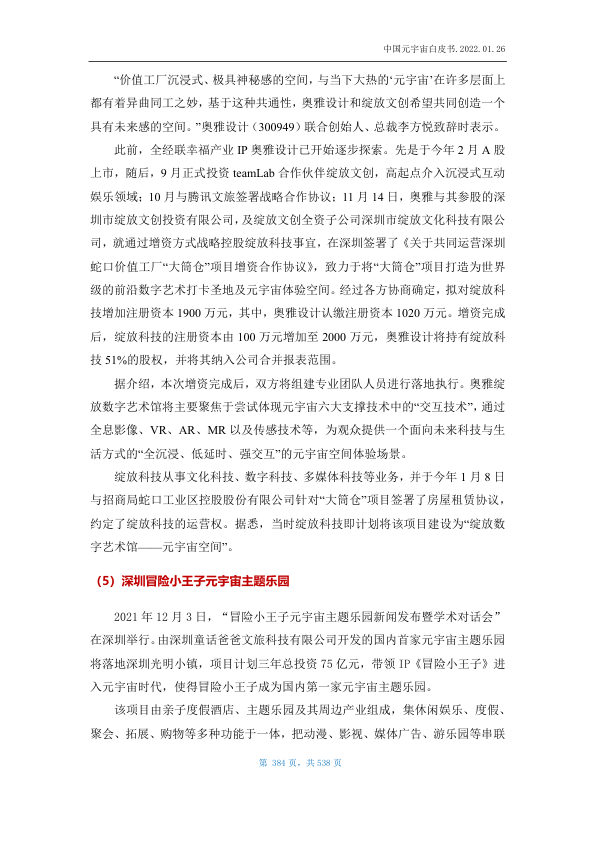 中国元宇宙白皮书.2022.01.26
“价值工厂沉浸式、极具神秘感的空间，与当下大热的‘元宇宙’在许多层面上
都有着异曲同工之妙，基于这种共通性，奥雅设计和绽放文创希望共同创造一个
具有未来感的空间。”奥雅设计（300949）联合创始人、总裁李方悦致辞时表示。
此前，全经联幸福产业 IP 奥雅设计已开始逐步探索。先是于今年 2 月 A 股
上市，随后，9 月正式投资 teamLab 合作伙伴绽放文创，高起点介入沉浸式互动
娱乐领域；10 月与腾讯文旅签署战略合作协议；11 月 14 日，奥雅与其参股的深
圳市绽放文创投资有限公司，及绽放文创全资子公司深圳市绽放文化科技有限公
司，就通过增资方式战略控股绽放科技事宜，在深圳签署了《关于共同运营深圳
蛇口价值工厂“大筒仓”项目增资合作协议》，致力于将“大筒仓”项目打造为世界
级的前沿数字艺术打卡圣地及元宇宙体验空间。经过各方协商确定，拟对绽放科
技增加注册资本 1900 万元，其中，奥雅设计认缴注册资本 1020 万元。增资完成
后，绽放科技的注册资本由 100 万元增加至 2000 万元，奥雅设计将持有绽放科
技 51%的股权，并将其纳入公司合并报表范围。
据介绍，本次增资完成后，双方将组建专业团队人员进行落地执行。奥雅绽
放数字艺术馆将主要聚焦于尝试体现元宇宙六大支撑技术中的“交互技术”，通过
全息影像、VR、AR、MR 以及传感技术等，为观众提供一个面向未来科技与生
活方式的“全沉浸、低延时、强交互”的元宇宙空间体验场景。
绽放科技从事文化科技、数字科技、多媒体科技等业务，并于今年 1 月 8 日
与招商局蛇口工业区控股股份有限公司针对“大筒仓”项目签署了房屋租赁协议，
约定了绽放科技的运营权。据悉，当时绽放科技即计划将该项目建设为“绽放数
字艺术馆——元宇宙空间”。
（5）深圳冒险小王子元宇宙主题乐园
2021 年 12 月 3 日，“冒险小王子元宇宙主题乐园新闻发布暨学术对话会”
在深圳举行。由深圳童话爸爸文旅科技有限公司开发的国内首家元宇宙主题乐园
将落地深圳光明小镇，项目计划三年总投资 75 亿元，带领 IP《冒险小王子》进
入元宇宙时代，使得冒险小王子成为国内第一家元宇宙主题乐园。
该项目由亲子度假酒店、主题乐园及其周边产业组成，集休闲娱乐、度假、
聚会、拓展、购物等多种功能于一体，把动漫、影视、媒体广告、游乐园等串联
第 384 页，共 538 页